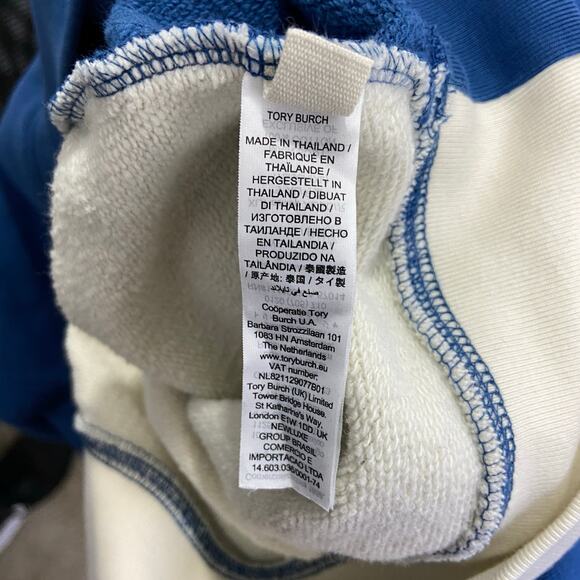 TORY BURCH
MADE IN THAILAND /
FABRIQUÉ EN
THAÏLANDE /
HERGESTELLT IN
THAILAND / DIBUAT
DI THAILAND /
ИЗГОТОВЛЕНО В
ТАИЛАНДЕ / HECHO
EN TAILANDIA /
PRODUZIDO NA
TAILÂNDIA / 泰國製造
/ 原产地: 泰国 / タイ製
/ صنع في تايلاند
Coöperatie Tory
Burch U.A.
Barbara Strozzilaan 101
1083 HN Amsterdam
The Netherlands
www.toryburch.eu
VAT number:
NL821129077B01
Tory Burch (UK) Limited
Tower Bridge House,
St Katharine's Way,
London E1W 1DD, UK
NEWLUXE
GROUP BRASIL
COMERCIO E
IMPORTACAO LTDA
14.603.036/0001-74